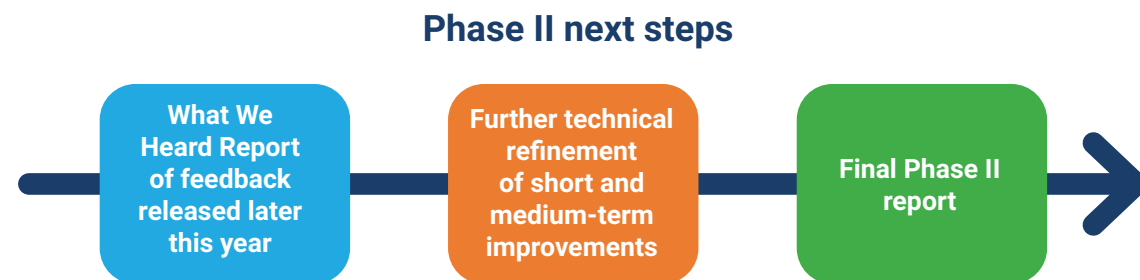 Phase II next steps
What We
Heard Report
of feedback
released later
this year
Further technical
refinement
of short and
medium-term
improvements
Final Phase II
report